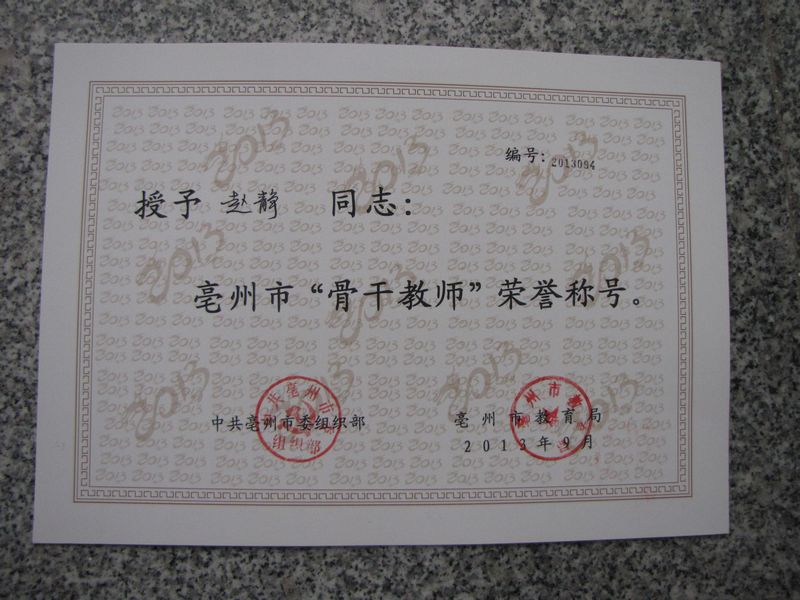 编号：2013094
授予 赵静 同志：
亳州市“骨干教师”荣誉称号。
中共亳州市委组织部
亳州市教育局
2013年9月